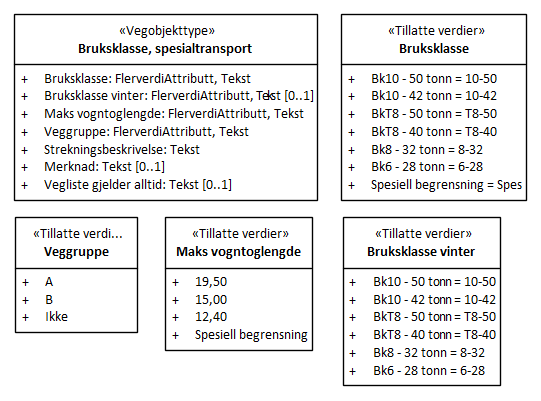 «Vegobjekttype»
Bruksklasse, spesialtransport
+ Bruksklasse: FlerverdiAttributt, Tekst
+ Bruksklasse vinter: FlerverdiAttributt, Tekst [0..1]
+ Maks vogntoglengde: FlerverdiAttributt, Tekst
+ Veggruppe: FlerverdiAttributt, Tekst
+ Strekningsbeskrivelse: Tekst
+ Merknad: Tekst [0..1]
+ Vegliste gjelder alltid: Tekst [0..1]
«Tillatte verdier»
Bruksklasse
+ Bk10 - 50 tonn = 10-50
+ Bk10 - 42 tonn = 10-42
+ BkT8 - 50 tonn = T8-50
+ BkT8 - 40 tonn = T8-40
+ Bk8 - 32 tonn = 8-32
+ Bk6 - 28 tonn = 6-28
+ Spesiell begrensning = Spes
«Tillatte verdi...
Veggruppe
+ A
+ B
+ Ikke
«Tillatte verdier»
Maks vogntoglengde
+ 19,50
+ 15,00
+ 12,40
+ Spesiell begrensning
«Tillatte verdier»
Bruksklasse vinter
+ Bk10 - 50 tonn = 10-50
+ Bk10 - 42 tonn = 10-42
+ BkT8 - 50 tonn = T8-50
+ BkT8 - 40 tonn = T8-40
+ Bk8 - 32 tonn = 8-32
+ Bk6 - 28 tonn = 6-28